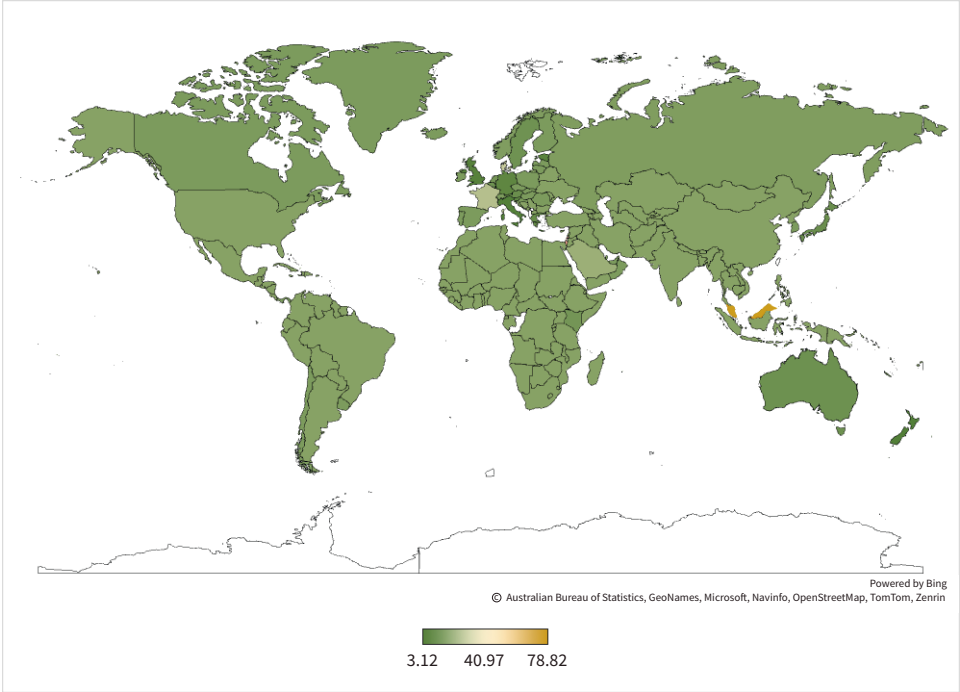 Powered by Bing
© Australian Bureau of Statistics, GeoNames, Microsoft, Navinfo, OpenStreetMap, TomTom, Zenrin
3.12 40.97 78.82